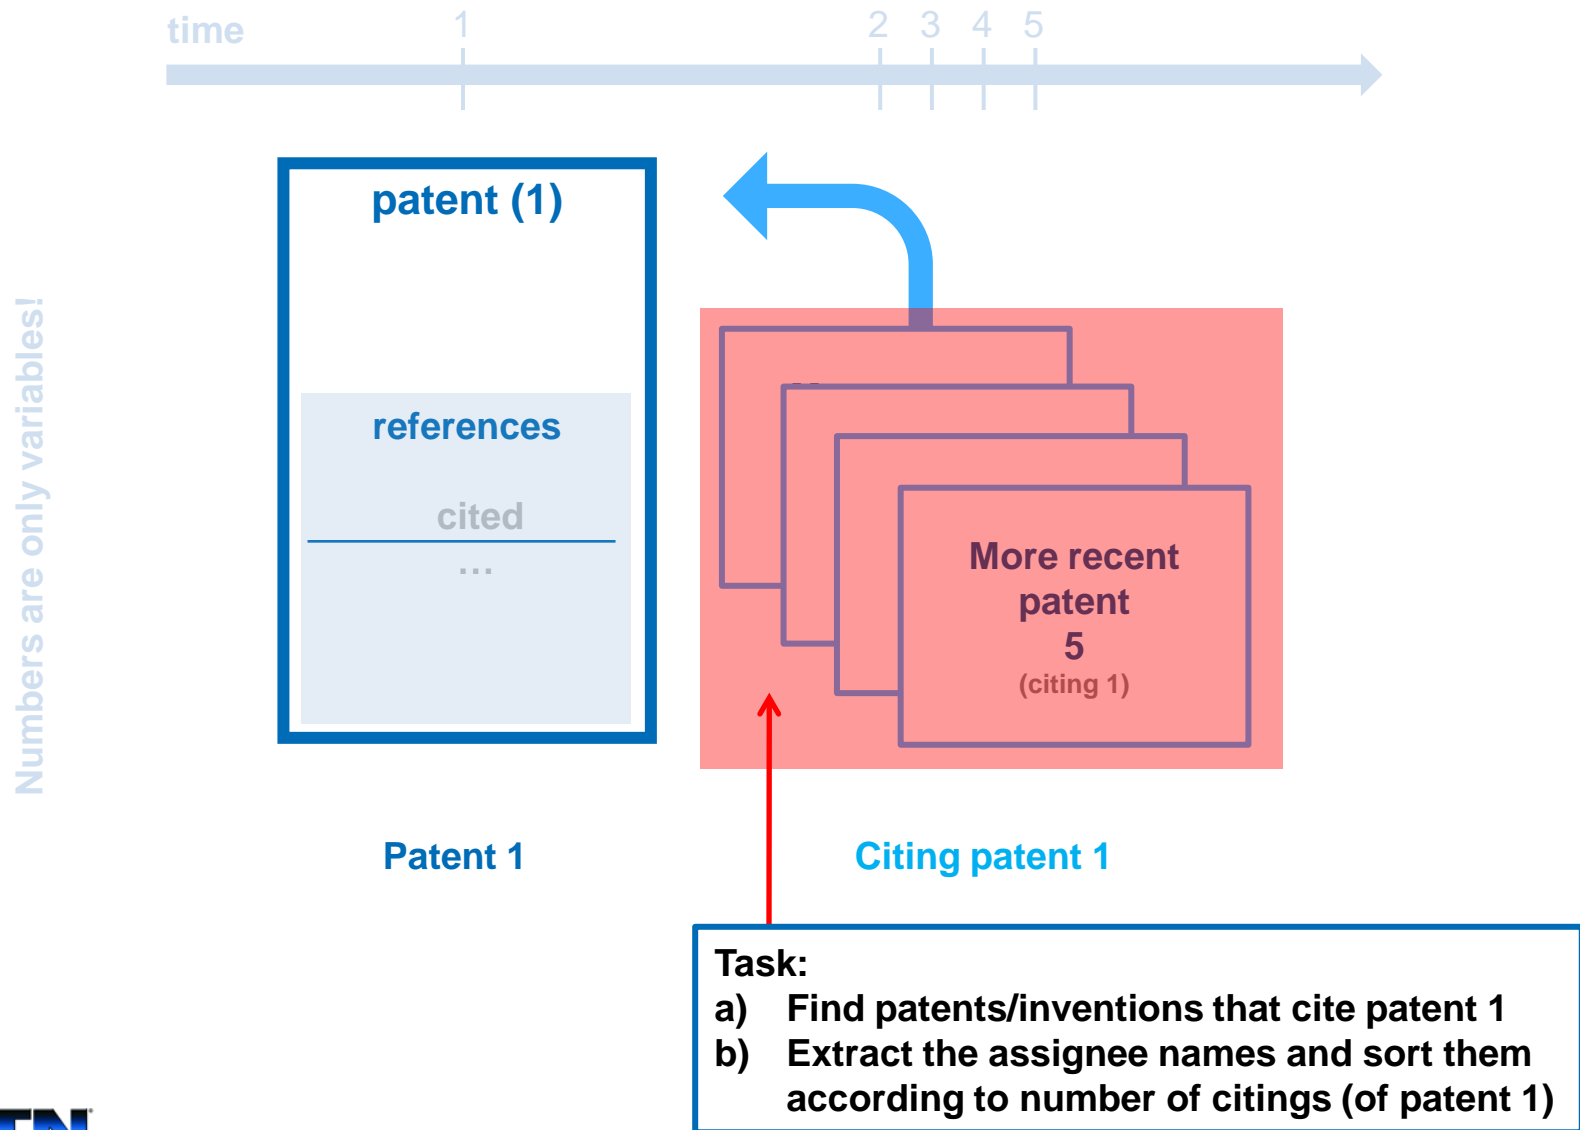 time
1
2 3 4 5
Numbers are only variables!
patent (1)
references
cited
…
More recent
patent
5
(citing 1)
Patent 1
Citing patent 1
Task:
a) Find patents/inventions that cite patent 1
b) Extract the assignee names and sort them
according to number of citings (of patent 1)